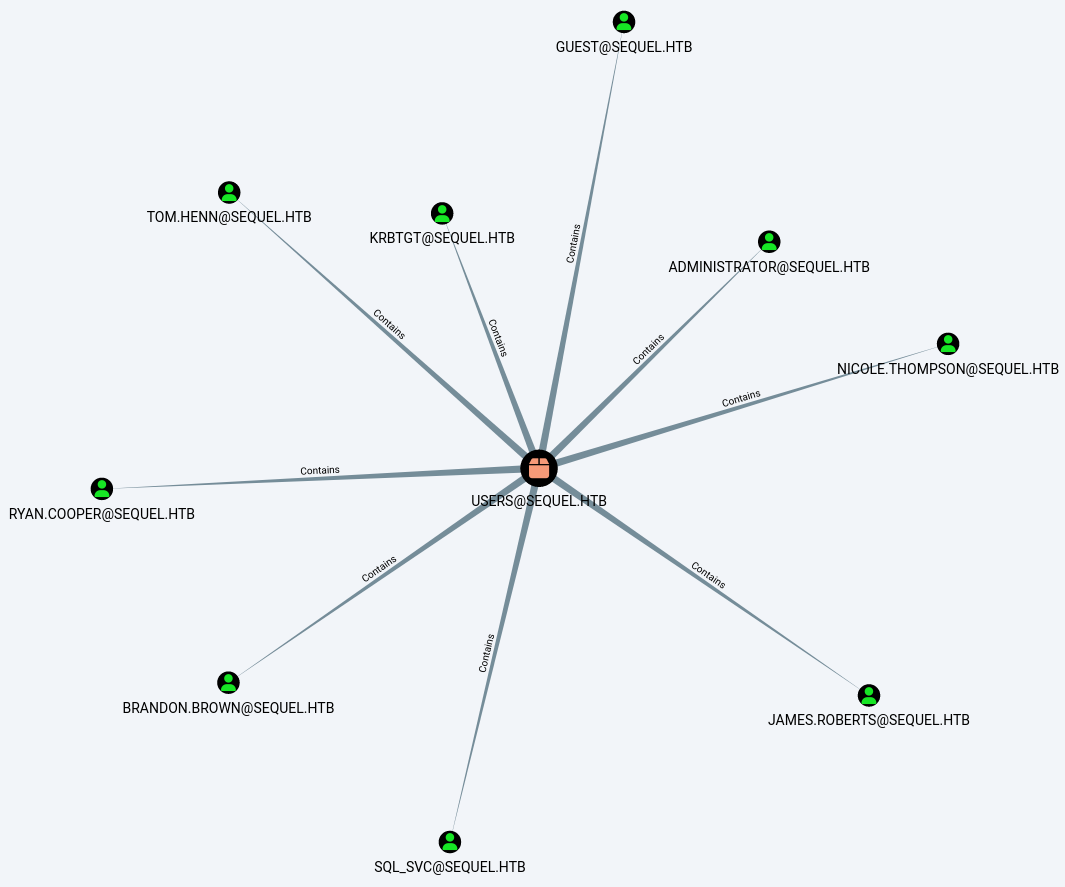 GUEST@SEQUEL.HTB
TOM.HENN@SEQUEL.HTB
KRBTGT@SEQUEL.HTB
Contains
ADMINISTRATOR@SEQUEL.HTB
Contains
Contains
Contains
NICOLE.THOMPSON@SEQUEL.HTB
Contains
Contains
USERS@SEQUEL.HTB
RYAN.COOPER@SEQUEL.HTB
Contains
Contains
Contains
BRANDON.BROWN@SEQUEL.HTB
JAMES.ROBERTS@SEQUEL.HTB
SQL_SVC@SEQUEL.HTB